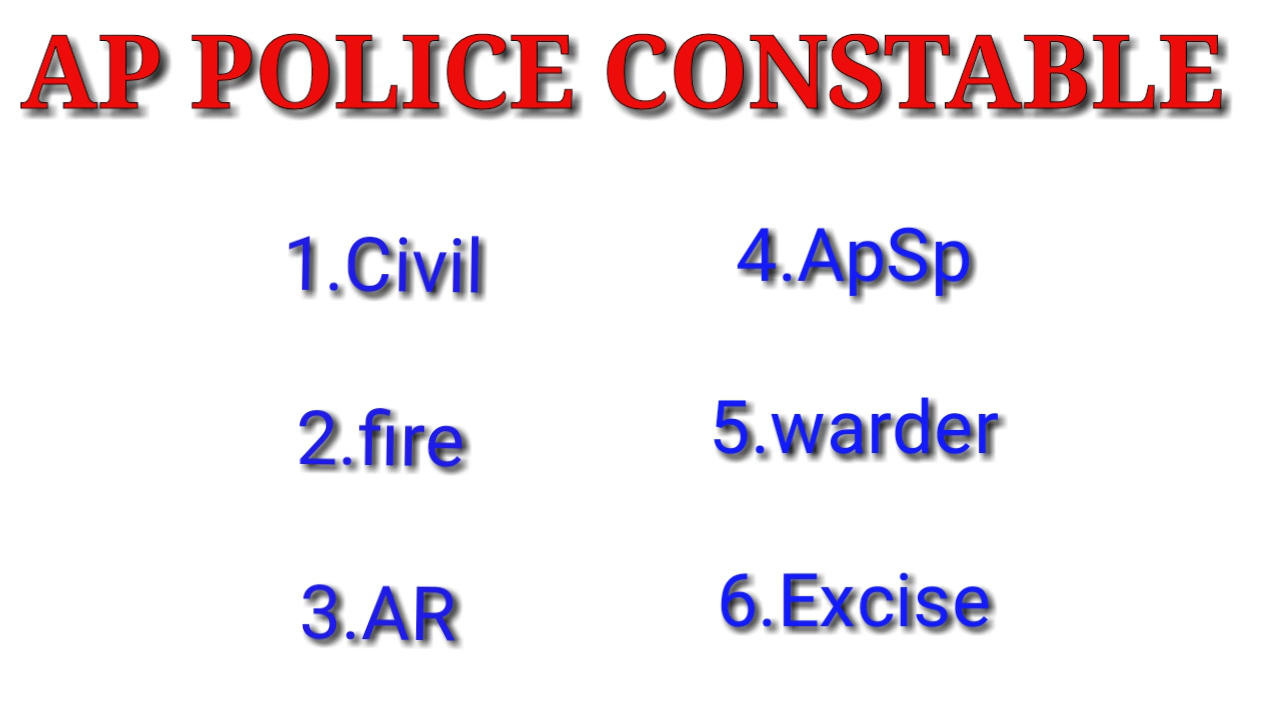 AP POLICE CONSTABLE
1.Civil
2.fire
3.AR
4.ApSp
5.warder
6.Excise